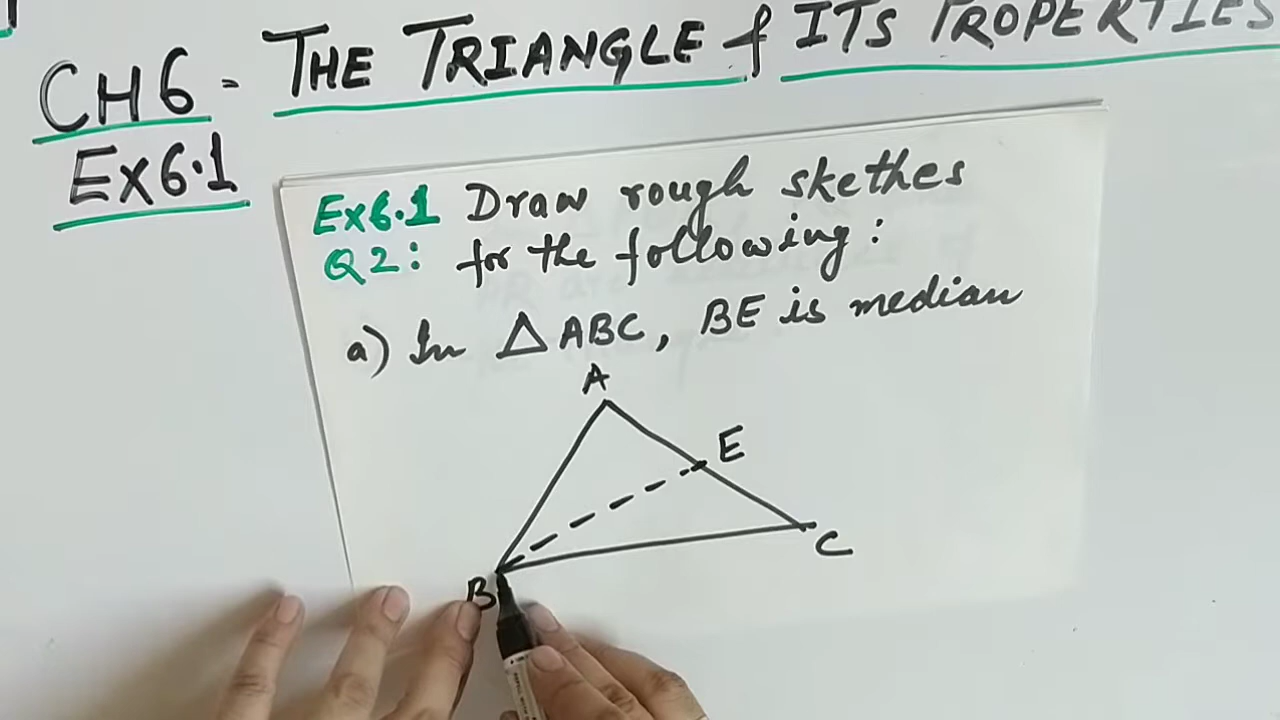 CH6 - THE TRIANGLE & ITS PROPERTIES
Ex6.1
Ex6.1 Draw rough skethes
Q2: for the following:
a) In △ABC, BE is median
A
E
C
B